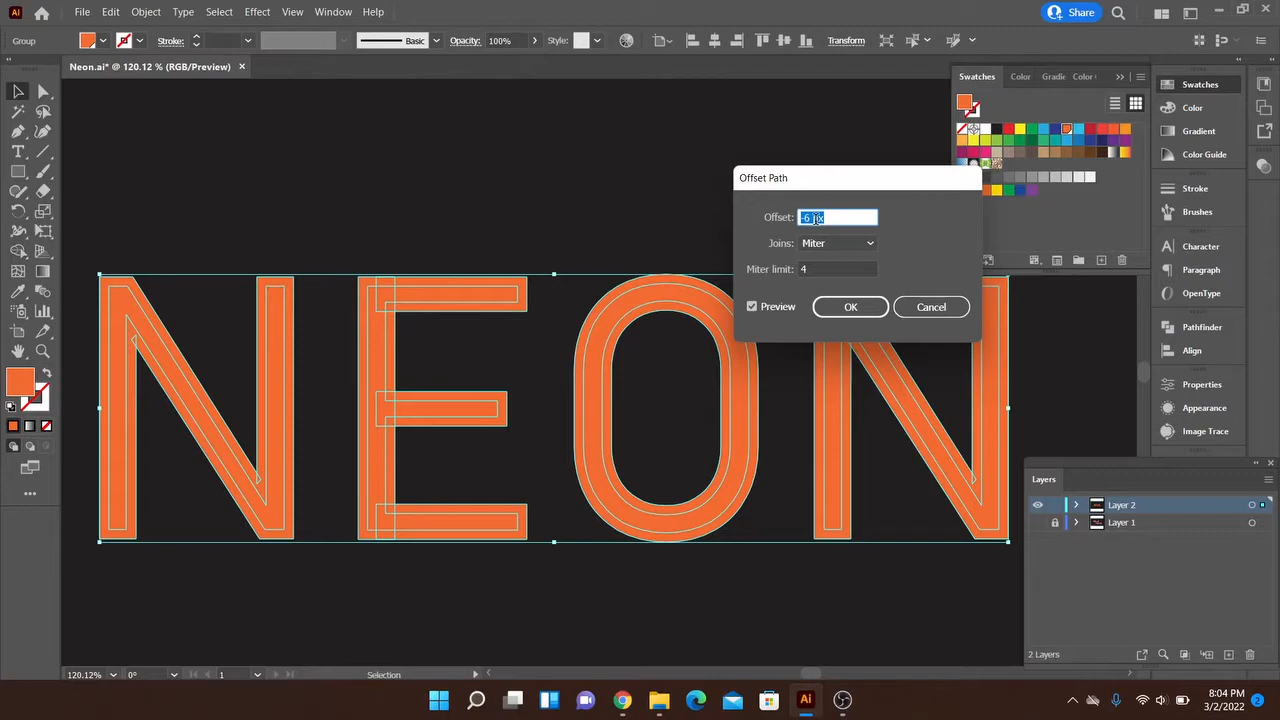 Ai
File
Edit
Object
Type
Select
Effect
View
Window
Help
Share
Group
Stroke:
Basic
Opacity:
100%
Style:
Transform
Neon.ai* @ 120.12 % (RGB/Preview)
Swatches
Color
Gradi
Color
Swatches
Color
Gradient
Color Guide
Stroke
Brushes
Character
Paragraph
OpenType
Pathfinder
Align
Properties
Appearance
Image Trace
Offset Path
Offset:
Joins:
Miter
Miter limit:
4
Preview
OK
Cancel
NEON
Layers
Layer 2
Layer 1
2 Layers
120.12%
0°
1
Selection
Ai
8:04 PM
3/2/2022